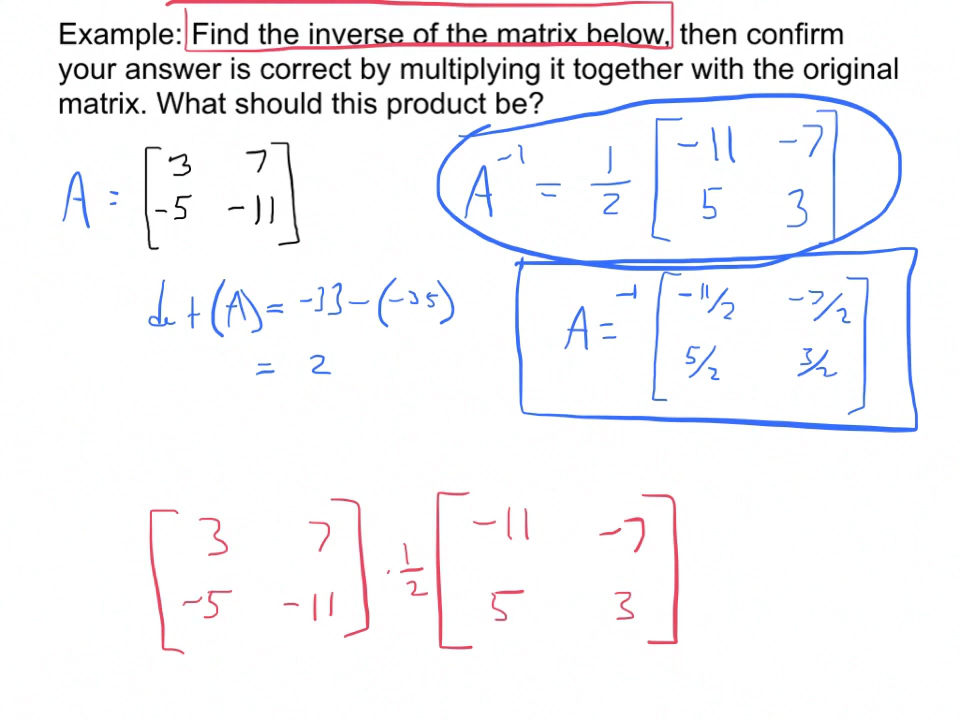 Example: Find the inverse of the matrix below, then confirm
your answer is correct by multiplying it together with the original
matrix. What should this product be?
A = [3 7
-5 -11]
A⁻¹ = 1/2 [-11 -7
5 3]
det(A) = -33 - (-35)
= 2
A⁻¹ = [-11/2 -7/2
5/2 3/2]
[3 7
-5 -11] · 1/2 [-11 -7
5 3]